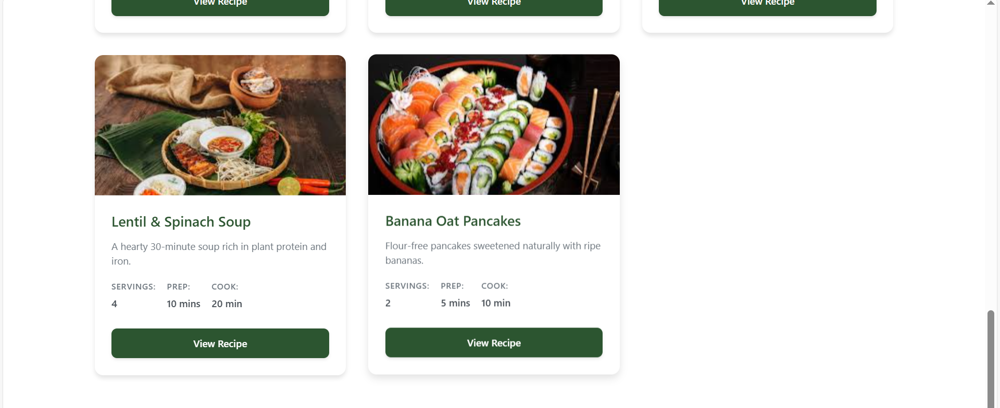 View Recipe
View Recipe
View Recipe
Lentil & Spinach Soup
A hearty 30-minute soup rich in plant protein and
iron.
SERVINGS: PREP: COOK:
4 10 mins 20 min
View Recipe
Banana Oat Pancakes
Flour-free pancakes sweetened naturally with ripe
bananas.
SERVINGS: PREP: COOK:
2 5 mins 10 min
View Recipe